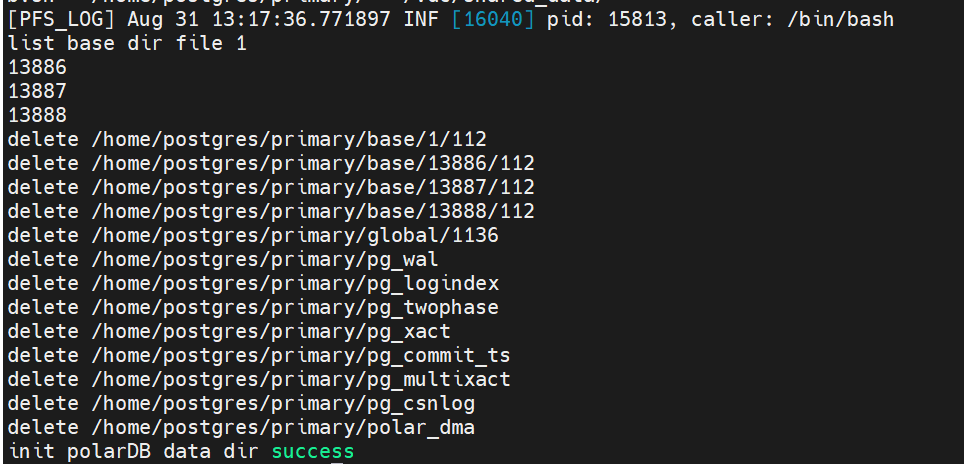 [PFS_LOG] Aug 31 13:17:36.771897 INF [16040] pid: 15813, caller: /bin/bash
list base dir file 1
13886
13887
13888
delete /home/postgres/primary/base/1/112
delete /home/postgres/primary/base/13886/112
delete /home/postgres/primary/base/13887/112
delete /home/postgres/primary/base/13888/112
delete /home/postgres/primary/global/1136
delete /home/postgres/primary/pg_wal
delete /home/postgres/primary/pg_logindex
delete /home/postgres/primary/pg_twophase
delete /home/postgres/primary/pg_xact
delete /home/postgres/primary/pg_commit_ts
delete /home/postgres/primary/pg_multixact
delete /home/postgres/primary/pg_csnlog
delete /home/postgres/primary/polar_dma
init polarDB data dir success